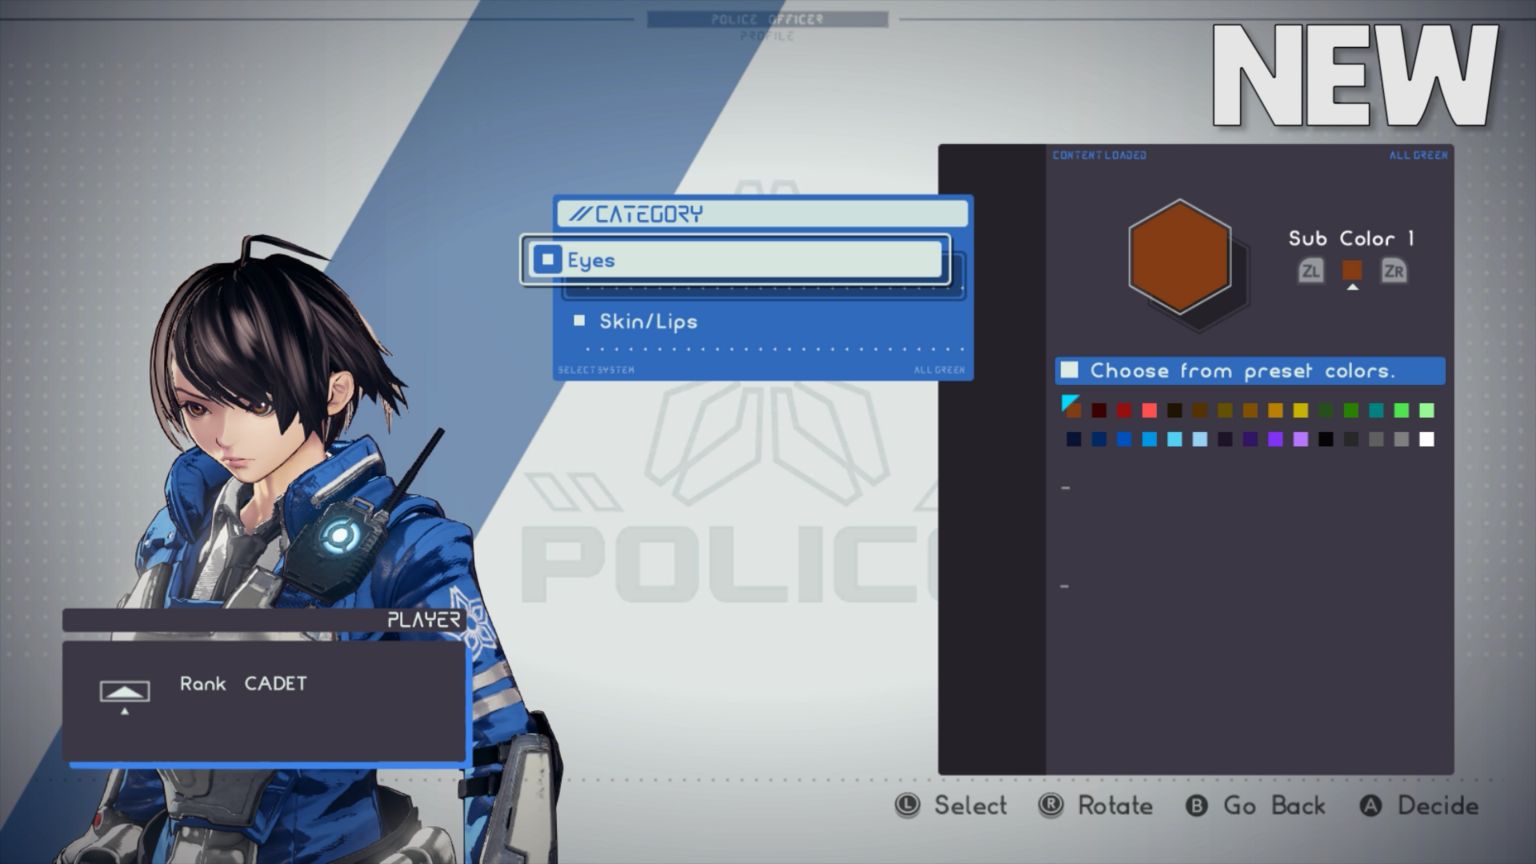 POLICE OFFICER
PROFILE
NEW
CONTENT LOADED
ALL GREEN
//CATEGORY
Eyes
Skin/Lips
SELECT SYSTEM
ALL GREEN
Sub Color 1
ZL
ZR
Choose from preset colors.
POLICE
PLAYER
Rank CADET
L Select
R Rotate
B Go Back
A Decide